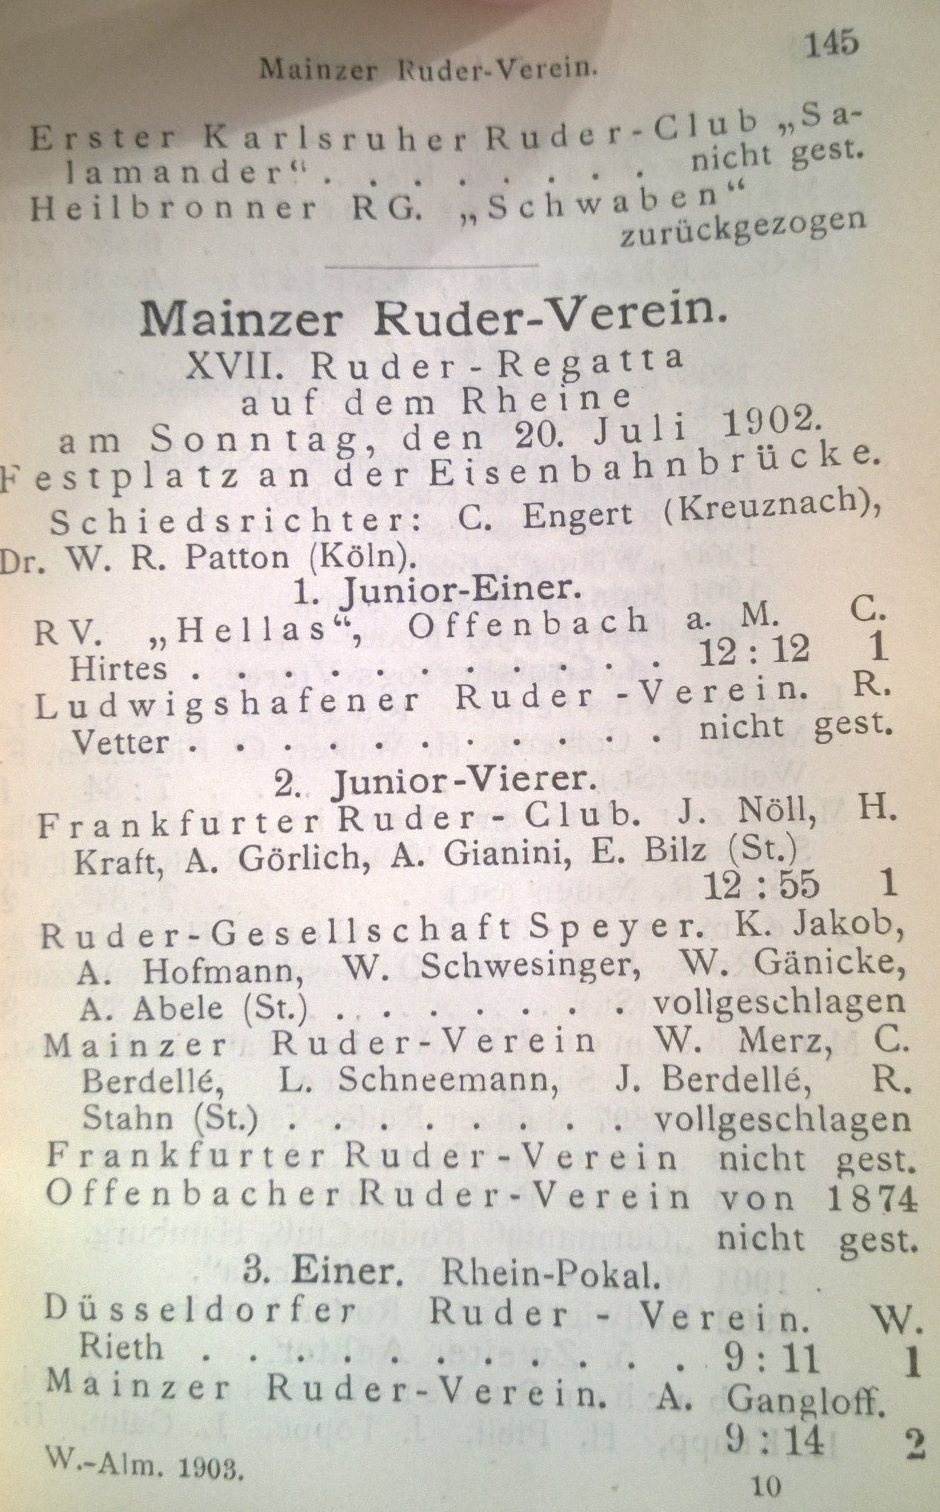 Mainzer Ruder-Verein. 145
Erster Karlsruher Ruder-Club „Sa-
lamander“ . . . . . . . . nicht gest.
Heilbronner RG. „Schwaben“
zurückgezogen
Mainzer Ruder-Verein.
XVII. Ruder-Regatta
auf dem Rheine
am Sonntag, den 20. Juli 1902.
Festplatz an der Eisenbahnbrücke.
Schiedsrichter: C. Engert (Kreuznach),
Dr. W. R. Patton (Köln).
1. Junior-Einer.
RV. „Hellas“, Offenbach a. M. C.
Hirtes . . . . . . . . . . . 12 : 12 1
Ludwigshafener Ruder-Verein. R.
Vetter . . . . . . . . . . . nicht gest.
2. Junior-Vierer.
Frankfurter Ruder-Club. J. Nöll, H.
Kraft, A. Görlich, A. Gianini, E. Bilz (St.)
12 : 55 1
Ruder-Gesellschaft Speyer. K. Jakob,
A. Hofmann, W. Schwesinger, W. Gänicke,
A. Abele (St.) . . . . . . . vollgeschlagen
Mainzer Ruder-Verein W. Merz, C.
Berdellé, L. Schneemann, J. Berdellé, R.
Stahn (St.) . . . . . . . . vollgeschlagen
Frankfurter Ruder-Verein nicht gest.
Offenbacher Ruder-Verein von 1874
nicht gest.
3. Einer. Rhein-Pokal.
Düsseldorfer Ruder-Verein. W.
Rieth . . . . . . . . . . . 9 : 11 1
Mainzer Ruder-Verein. A. Gangloff.
9 : 14 2
W.-Alm. 1903. 10